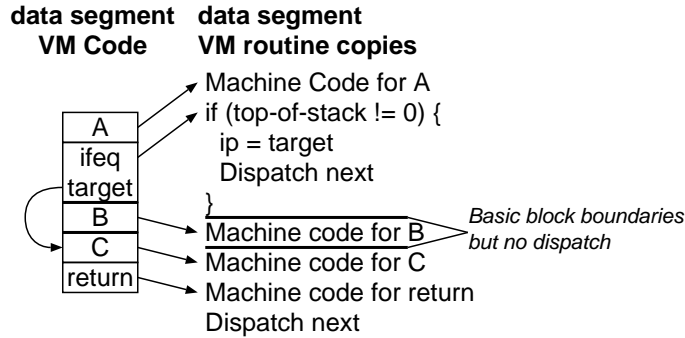 data segment
VM Code
data segment
VM routine copies
A
ifeq
target
B
C
return
Machine Code for A
if (top-of-stack != 0) {
ip = target
Dispatch next
}
Machine code for B
Machine code for C
Machine code for return
Dispatch next
Basic block boundaries
but no dispatch